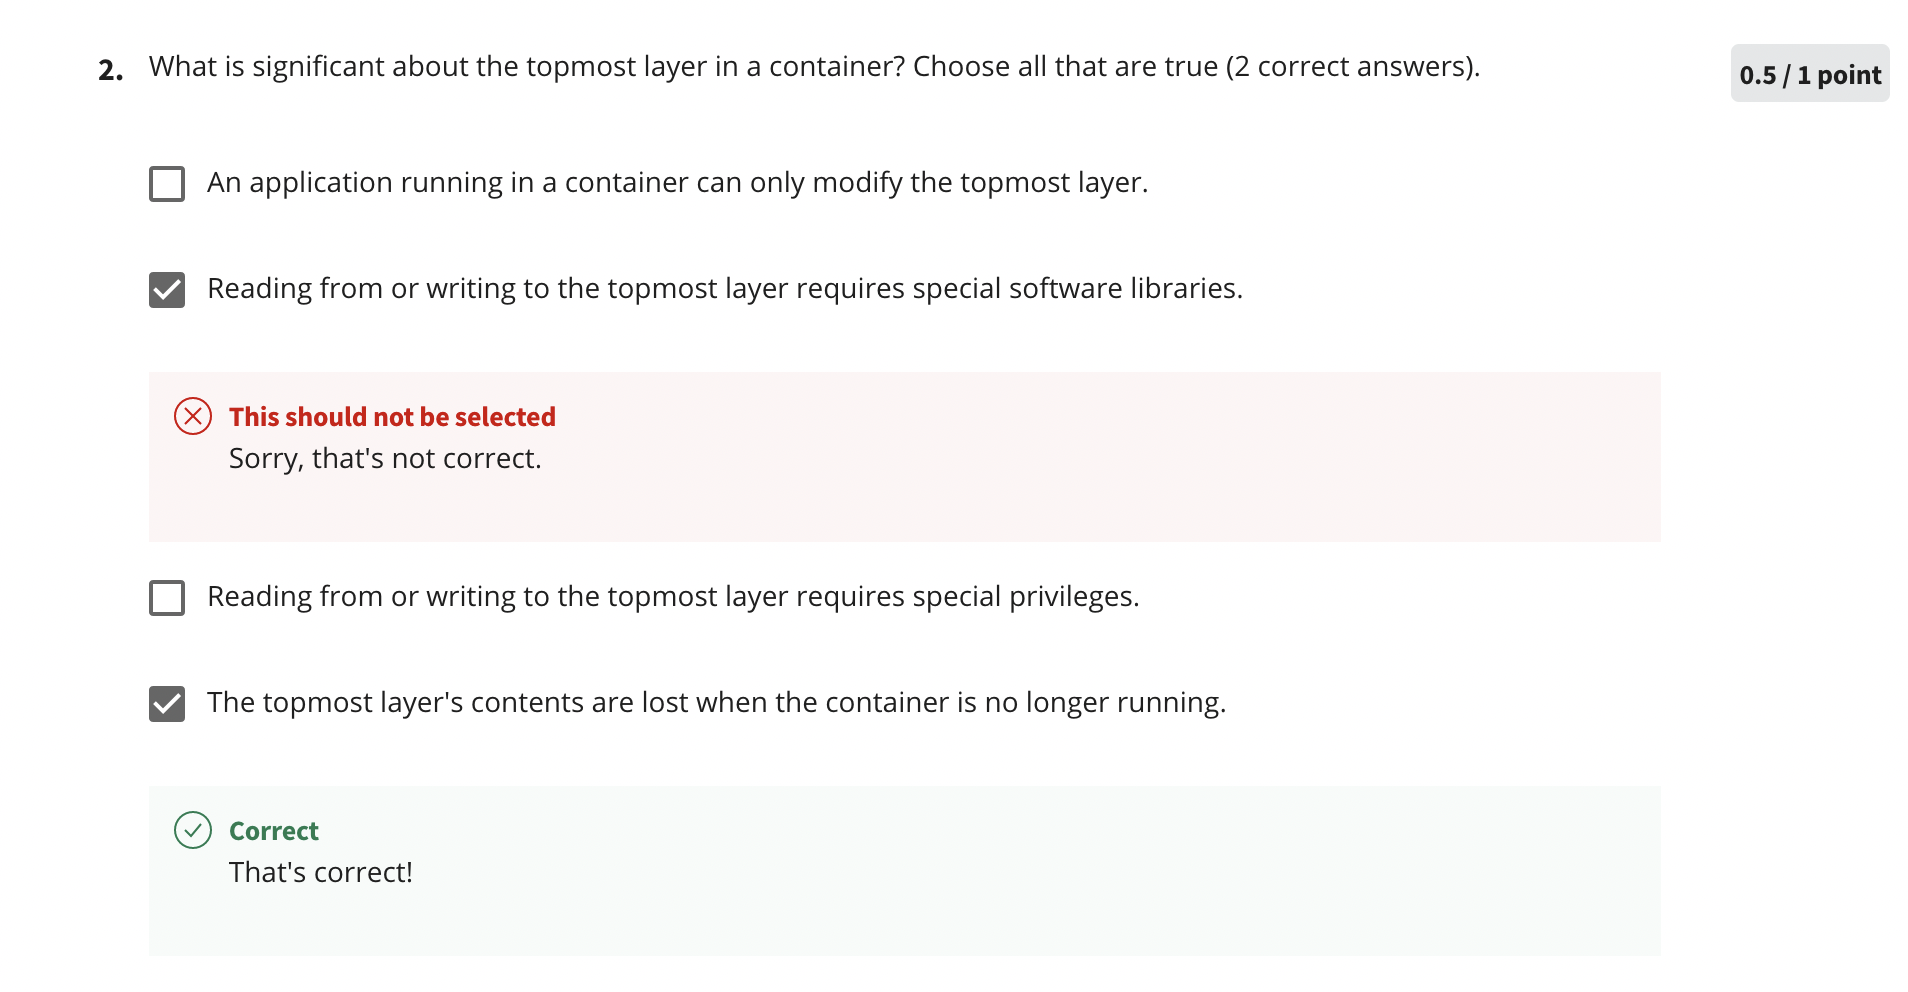 2. What is significant about the topmost layer in a container? Choose all that are true (2 correct answers).
0.5 / 1 point
An application running in a container can only modify the topmost layer.
Reading from or writing to the topmost layer requires special software libraries.
This should not be selected
Sorry, that's not correct.
Reading from or writing to the topmost layer requires special privileges.
The topmost layer's contents are lost when the container is no longer running.
Correct
That's correct!